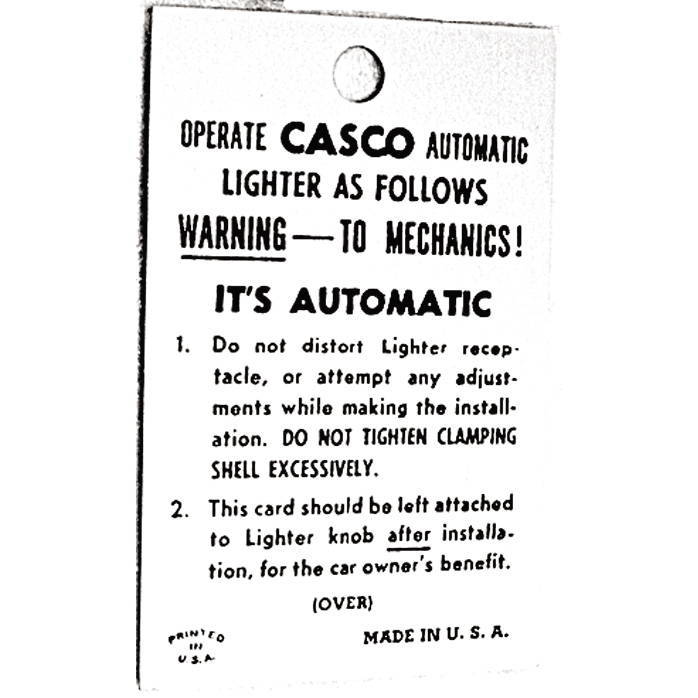 OPERATE CASCO AUTOMATIC
LIGHTER AS FOLLOWS
WARNING — TO MECHANICS!
IT'S AUTOMATIC
1. Do not distort Lighter recep-
tacle, or attempt any adjust-
ments while making the install-
ation. DO NOT TIGHTEN CLAMPING
SHELL EXCESSIVELY.
2. This card should be left attached
to Lighter knob after installa-
tion, for the car owner's benefit.
(OVER)
PRINTED
IN
U.S.A.
MADE IN U. S. A.